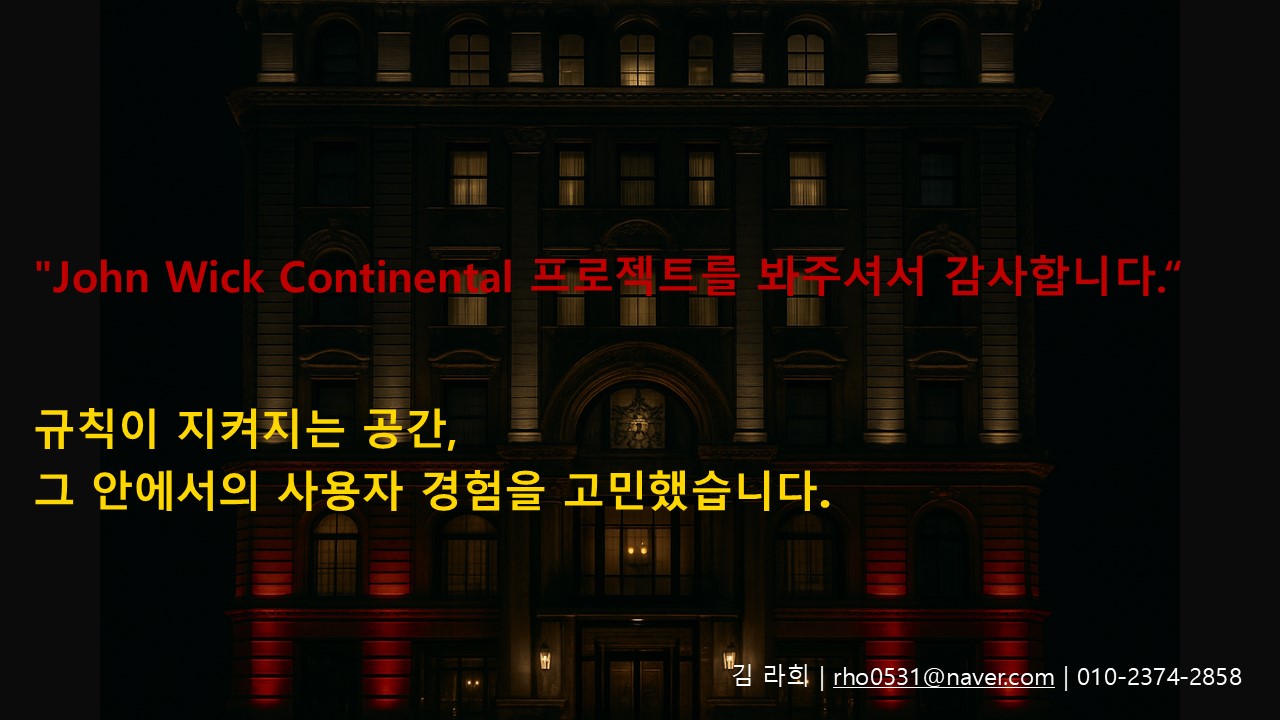 "John Wick Continental 프로젝트를 봐주셔서 감사합니다.“
규칙이 지켜지는 공간,
그 안에서의 사용자 경험을 고민했습니다.
김 라희 | rho0531@naver.com | 010-2374-2858